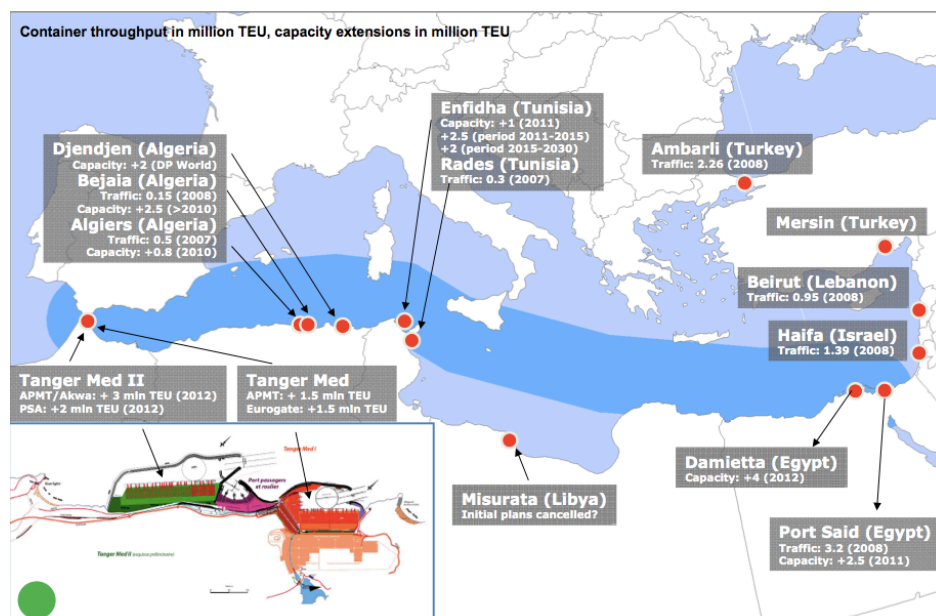 Container throughput in million TEU, capacity extensions in million TEU
Djendjen (Algeria)
Capacity: +2 (DP World)
Bejaia (Algeria)
Traffic: 0.15 (2008)
Capacity: +2.5 (>2010)
Algiers (Algeria)
Traffic: 0.5 (2007)
Capacity: +0.8 (2010)
Enfidha (Tunisia)
Capacity: +1 (2011)
+2.5 (period 2011-2015)
+2 (period 2015-2030)
Rades (Tunisia)
Traffic: 0.3 (2007)
Ambarli (Turkey)
Traffic: 2.26 (2008)
Mersin (Turkey)
Beirut (Lebanon)
Traffic: 0.95 (2008)
Haifa (Israel)
Traffic: 1.39 (2008)
Tanger Med II
APMT/Akwa: + 3 mln TEU (2012)
PSA: +2 mln TEU (2012)
Tanger Med
APMT: + 1.5 mln TEU
Eurogate: +1.5 mln TEU
Damietta (Egypt)
Capacity: +4 (2012)
Misurata (Libya)
Initial plans cancelled?
Port Said (Egypt)
Traffic: 3.2 (2008)
Capacity: +2.5 (2011)
Tanger Med I
Port passagers
et roulier
Tanger Med II